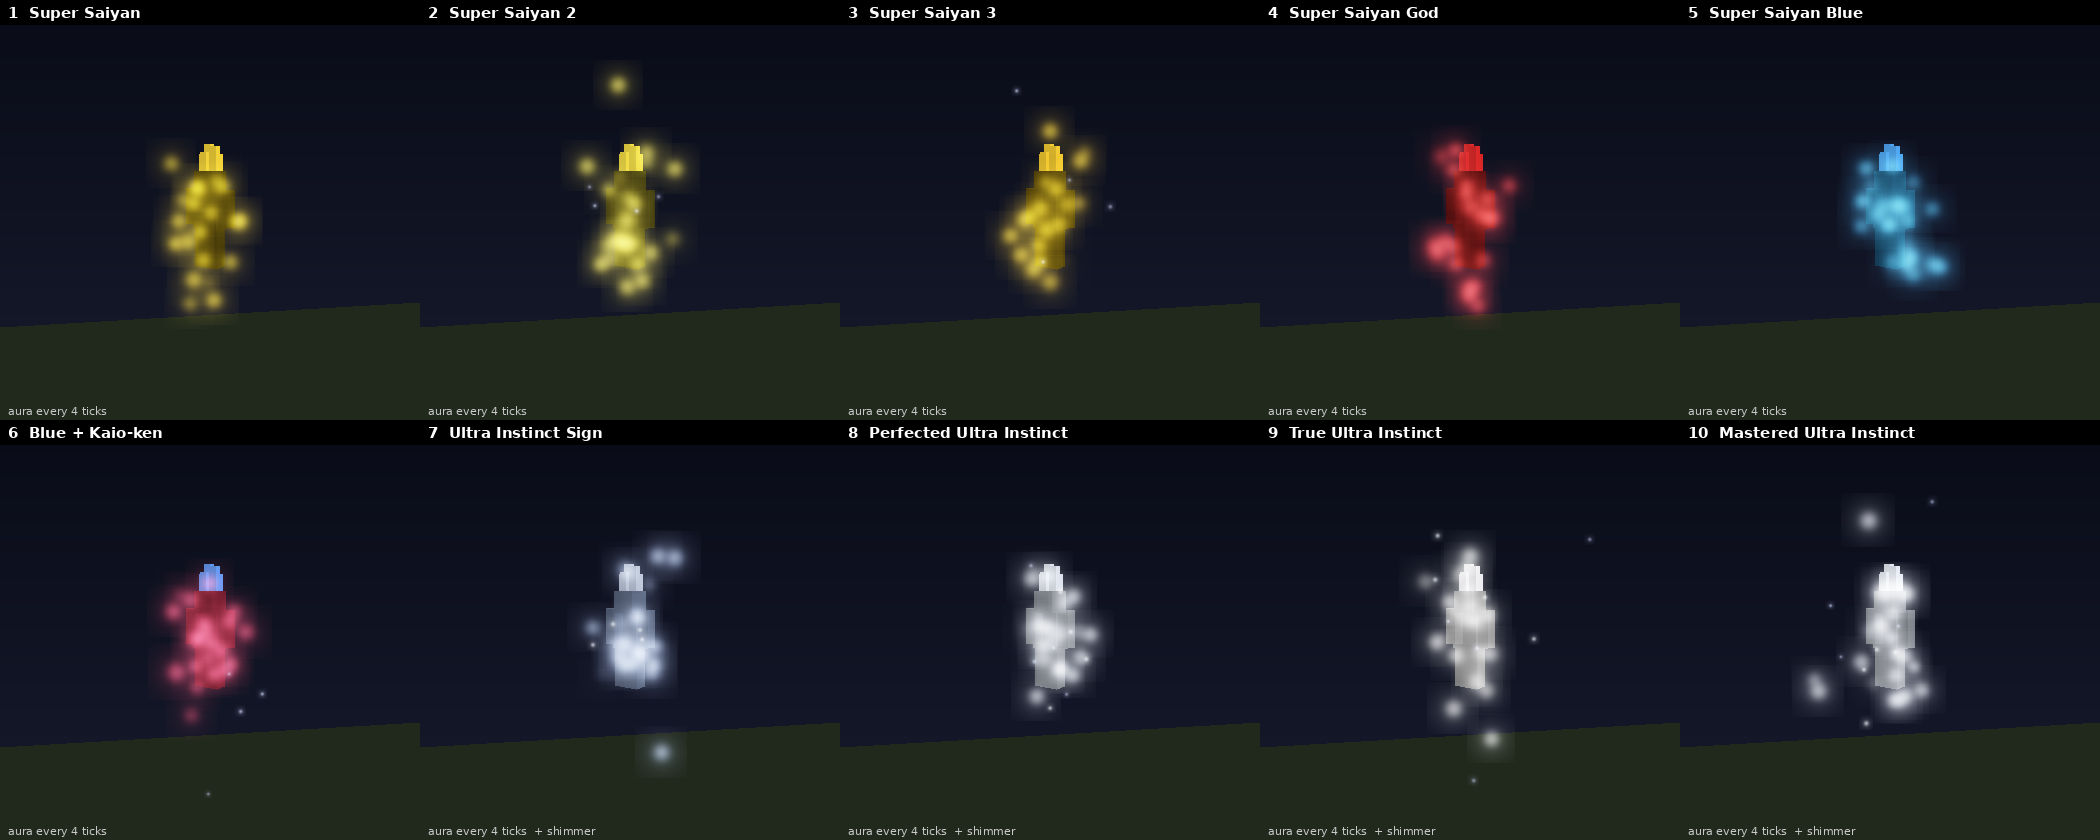 1 Super Saiyan
2 Super Saiyan 2
3 Super Saiyan 3
4 Super Saiyan God
5 Super Saiyan Blue
aura every 4 ticks
aura every 4 ticks
aura every 4 ticks
aura every 4 ticks
aura every 4 ticks
6 Blue + Kaio-ken
7 Ultra Instinct Sign
8 Perfected Ultra Instinct
9 True Ultra Instinct
10 Mastered Ultra Instinct
aura every 4 ticks
aura every 4 ticks + shimmer
aura every 4 ticks + shimmer
aura every 4 ticks + shimmer
aura every 4 ticks + shimmer